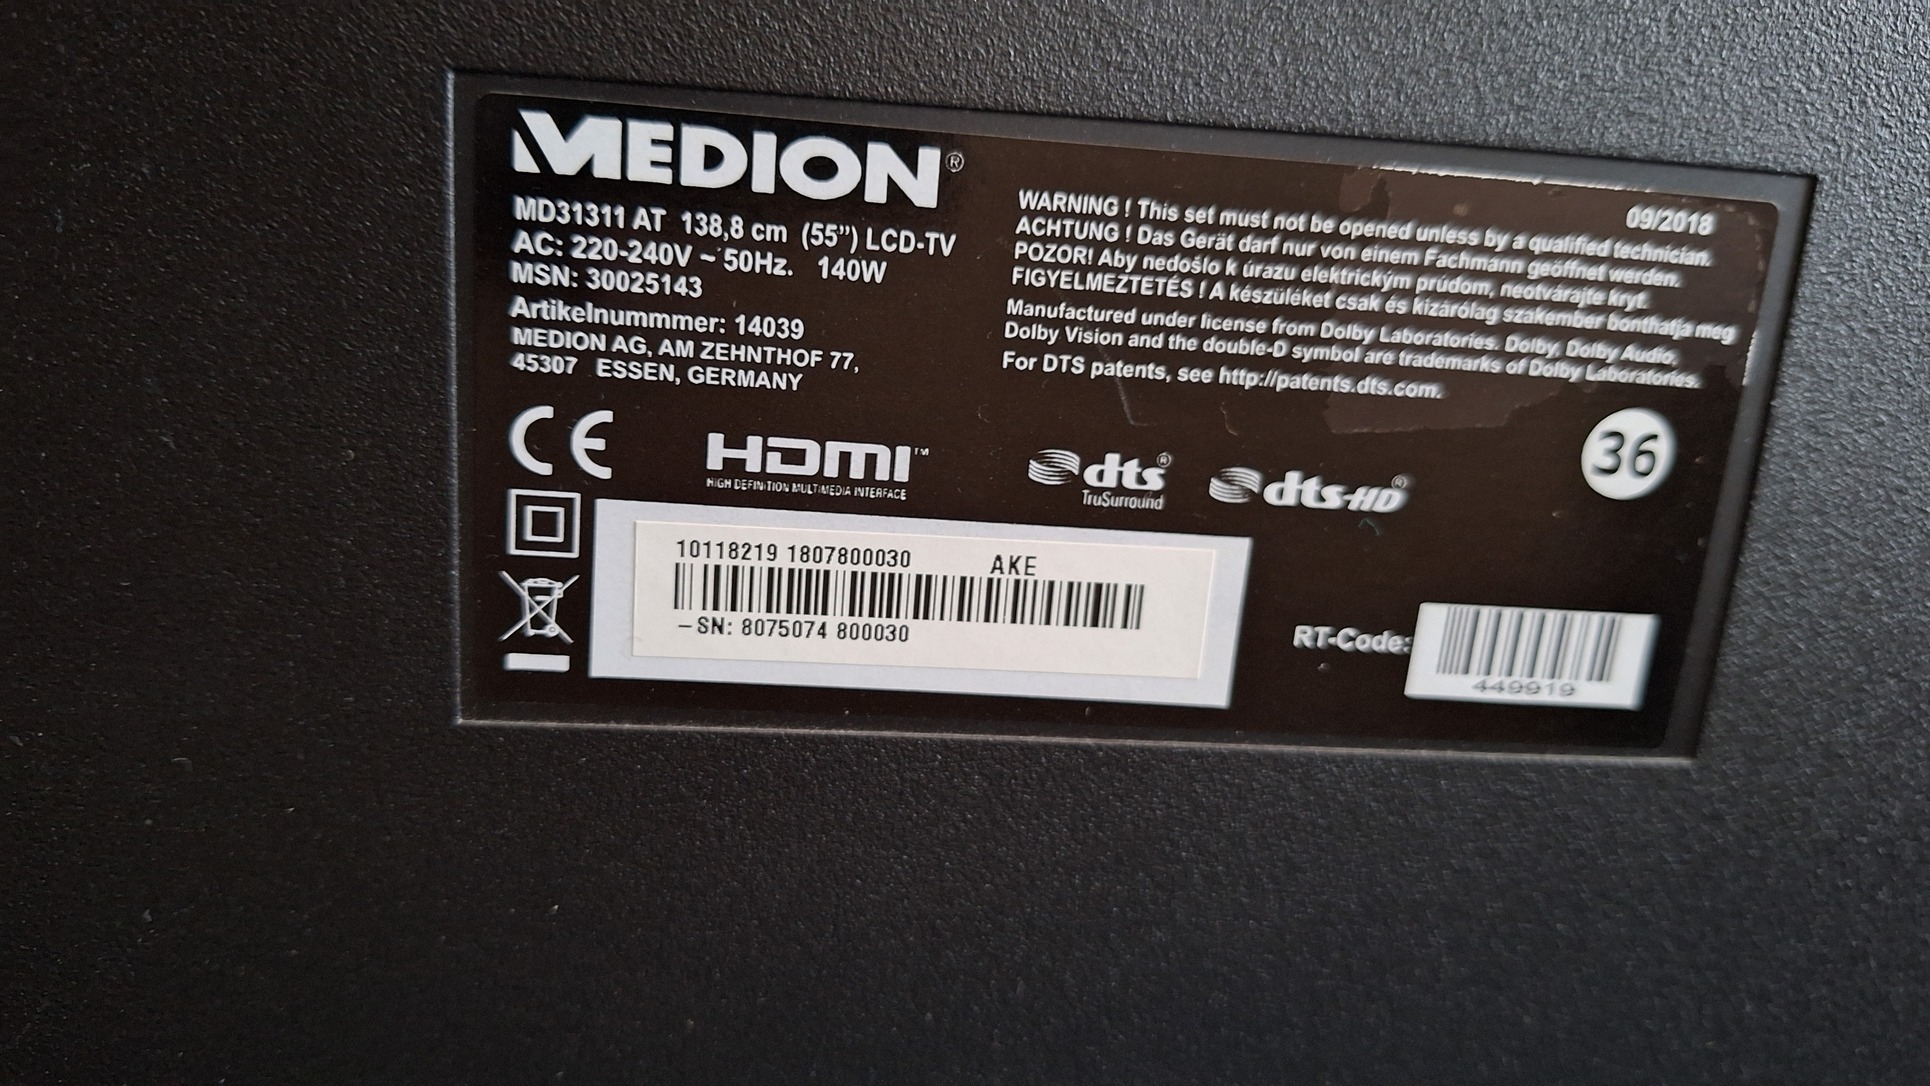 MEDION®
MD31311 AT 138,8 cm (55”) LCD-TV
AC: 220-240V ~ 50Hz. 140W
MSN: 30025143
Artikelnummmer: 14039
MEDION AG, AM ZEHNTHOF 77,
45307 ESSEN, GERMANY
09/2018
WARNING ! This set must not be opened unless by a qualified technician.
ACHTUNG ! Das Gerät darf nur von einem Fachmann geöffnet werden.
POZOR! Aby nedošlo k úrazu elektrickým prúdom, neotvárajte kryt.
FIGYELMEZTETÉS ! A készüléket csak és kizárólag szakember bonthatja meg
Manufactured under license from Dolby Laboratories. Dolby, Dolby Audio,
Dolby Vision and the double-D symbol are trademarks of Dolby Laboratories.
For DTS patents, see http://patents.dts.com.
36
CE
HDMI™
HIGH DEFINITION MULTIMEDIA INTERFACE
dts®
TruSurround
dts-HD®
10118219 1807800030 AKE
–SN: 8075074 800030
RT-Code:
449919